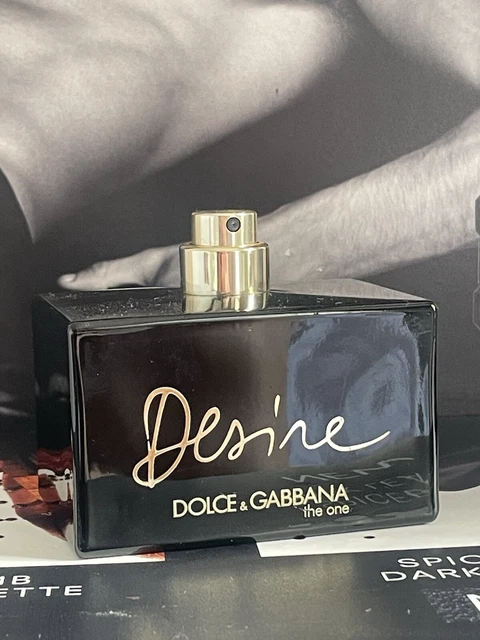 Desire
DOLCE & GABBANA
the one
SPIC
DARK
ETTE